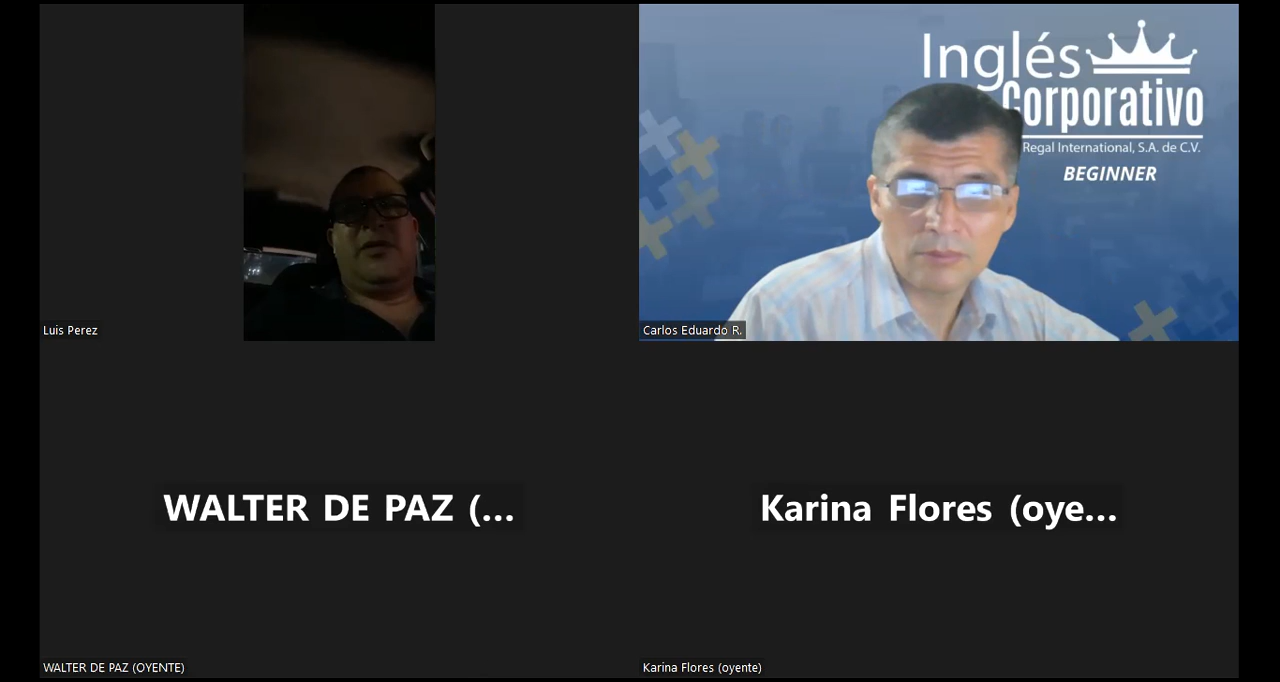 Inglés
Corporativo
Regal International, S.A. de C.V.
BEGINNER
Luis Perez
Carlos Eduardo R.
WALTER DE PAZ (...
Karina Flores (oye...
WALTER DE PAZ (OYENTE)
Karina Flores (oyente)